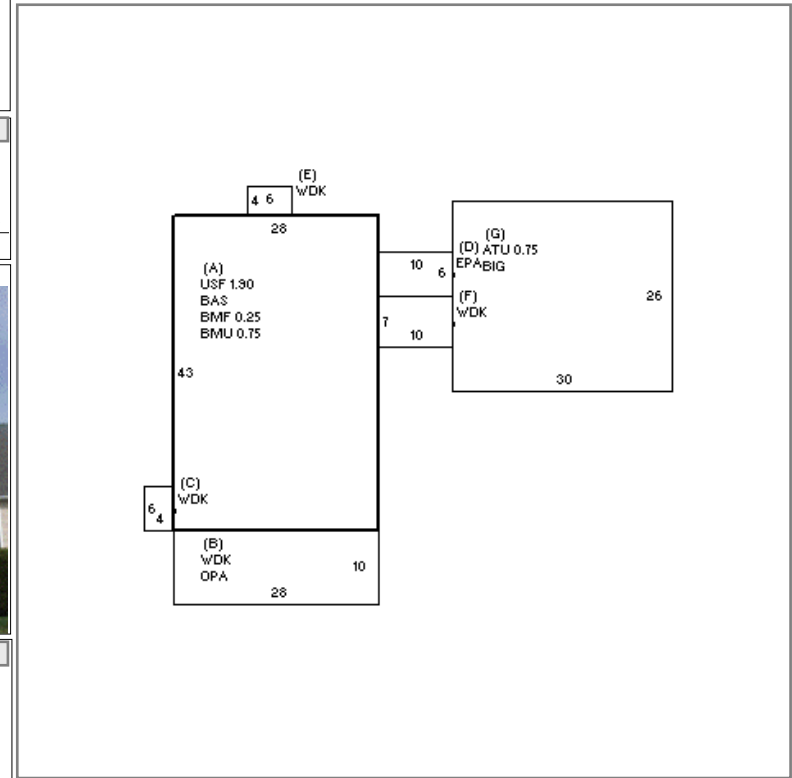 (E)
WDK
4 6
28
(A)
USF 1.90
BAS
BMF 0.25
BMU 0.75
43
(G)
ATU 0.75
BIG
(D)
EPA
10
6
(F)
WDK
7
10
26
30
(C)
WDK
6
4
(B)
WDK
OPA
10
28